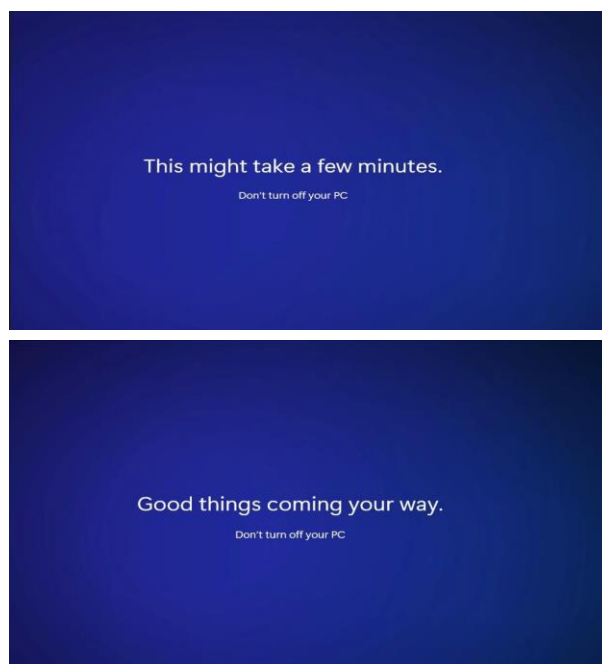 This might take a few minutes.
Don't turn off your PC
Good things coming your way.
Don't turn off your PC